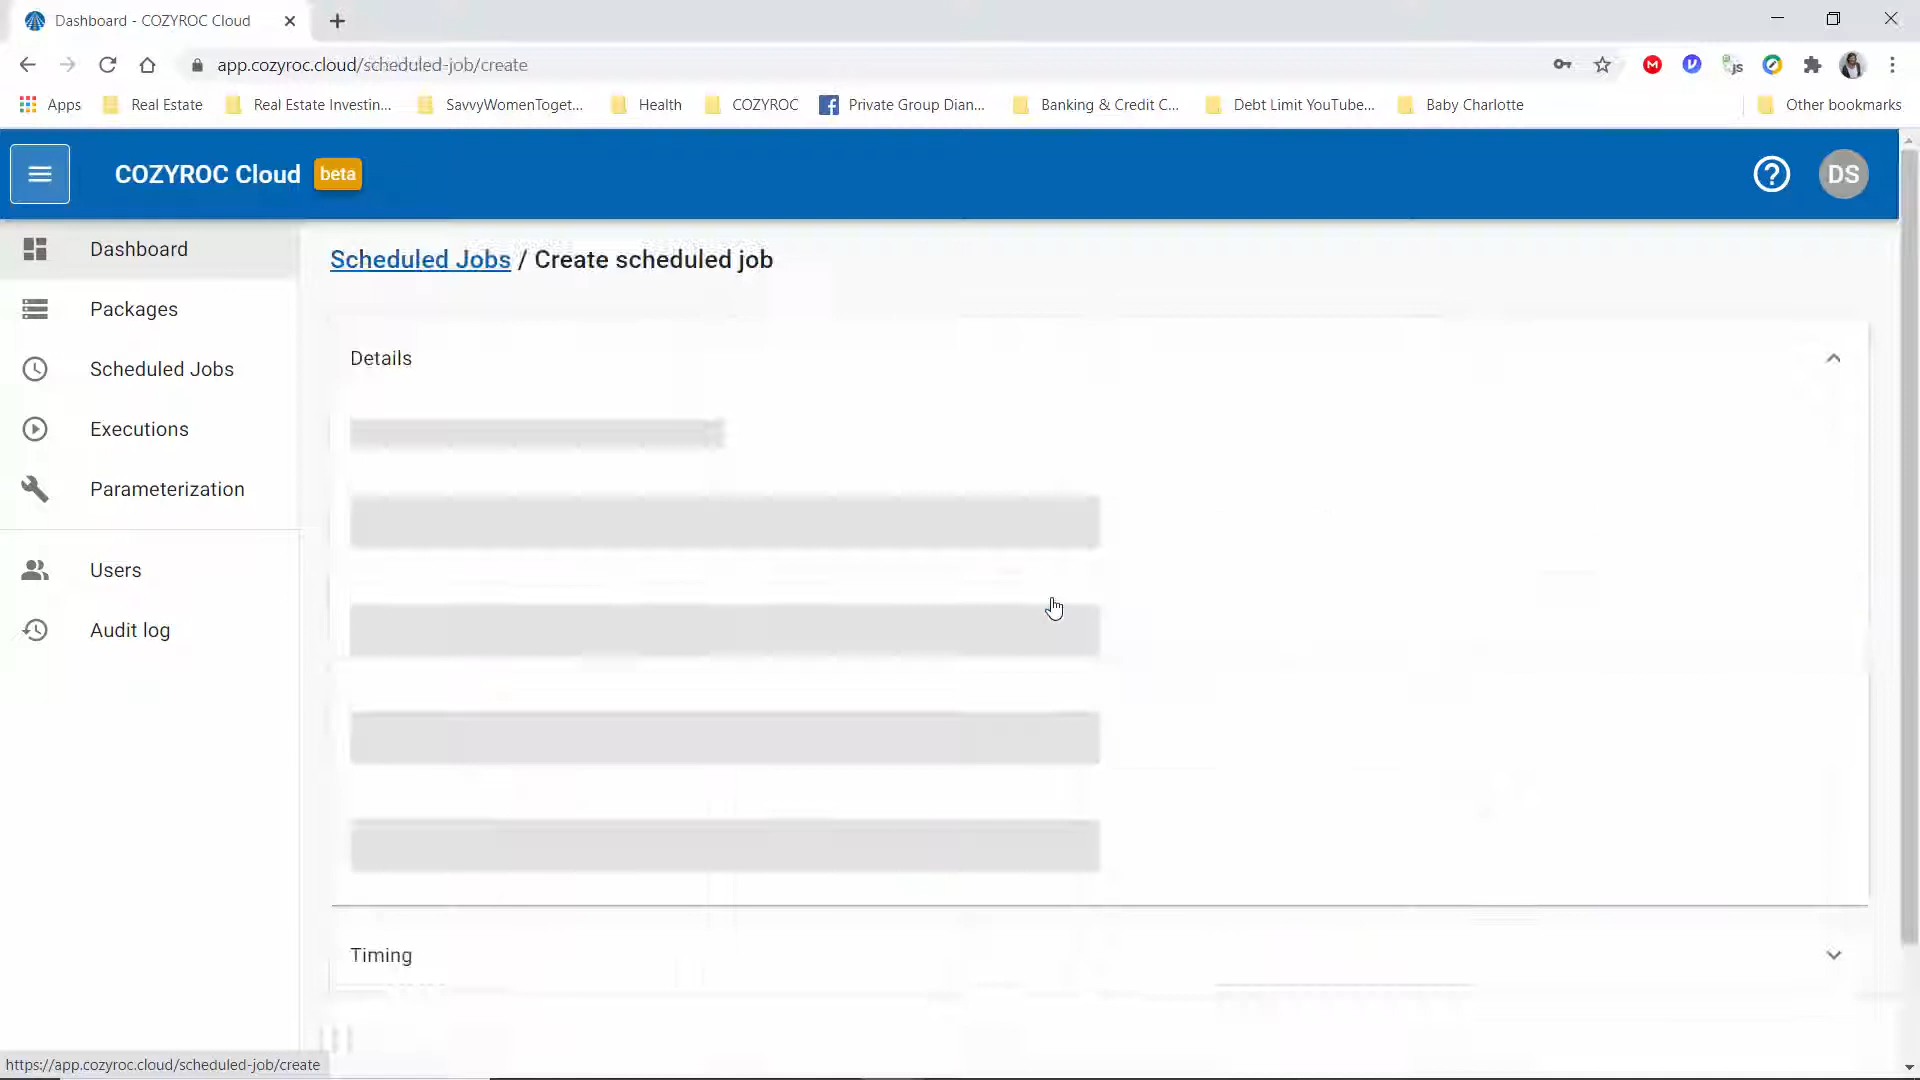 Dashboard - COZYROC Cloud
app.cozyroc.cloud/scheduled-job/create
Apps Real Estate Real Estate Investin... SavvyWomenToget... Health COZYROC Private Group Dian... Banking & Credit C... Debt Limit YouTube... Baby Charlotte Other bookmarks
COZYROC Cloud beta DS
Dashboard
Packages
Scheduled Jobs
Executions
Parameterization
Users
Audit log
Scheduled Jobs / Create scheduled job
Details
Timing
https://app.cozyroc.cloud/scheduled-job/create